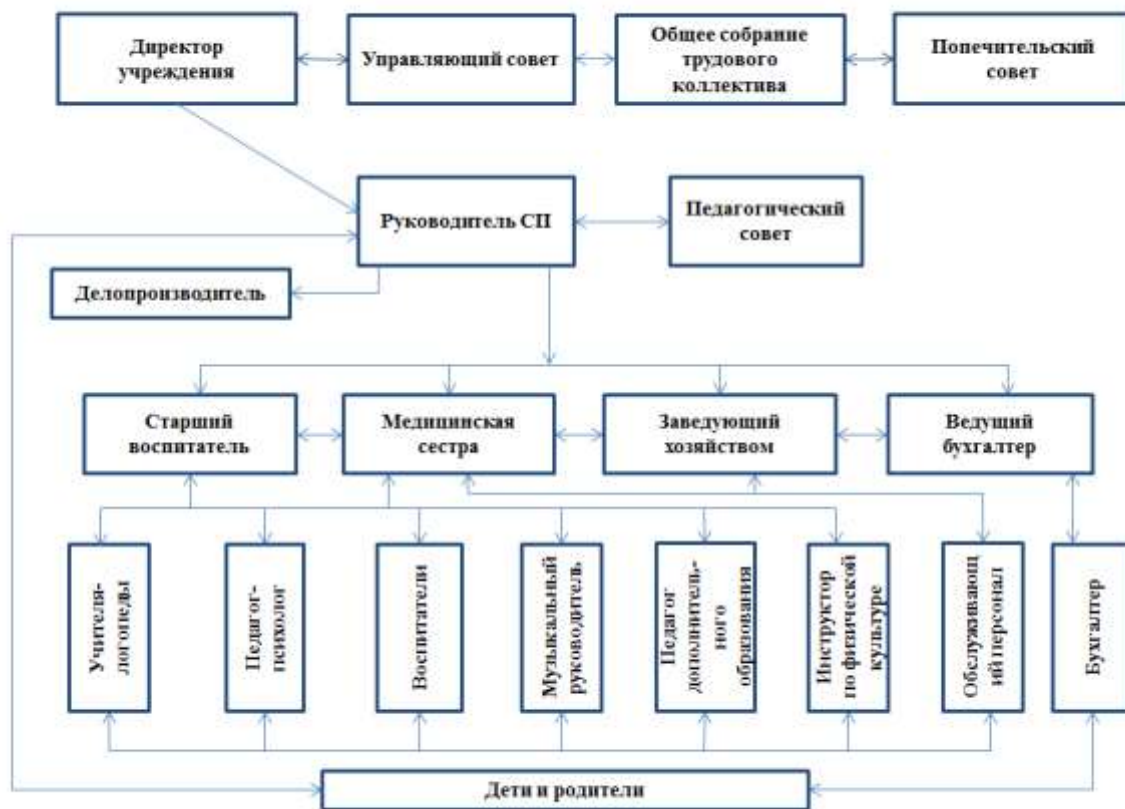 Директор
учреждения
Управляющий совет
Общее собрание
трудового
коллектива
Попечительский
совет
Руководитель СП
Педагогический
совет
Делопроизводитель
Старший
воспитатель
Медицинская
сестра
Заведующий
хозяйством
Ведущий
бухгалтер
Учителя-
логопеды
Педагог-
психолог
Воспитатели
Музыкальный
руководитель
Педагог
дополнитель,-
ного
образования
Инструктор
по физической
культуре
Обслуживающ
ий персонал
Бухгалтер
Дети и родители